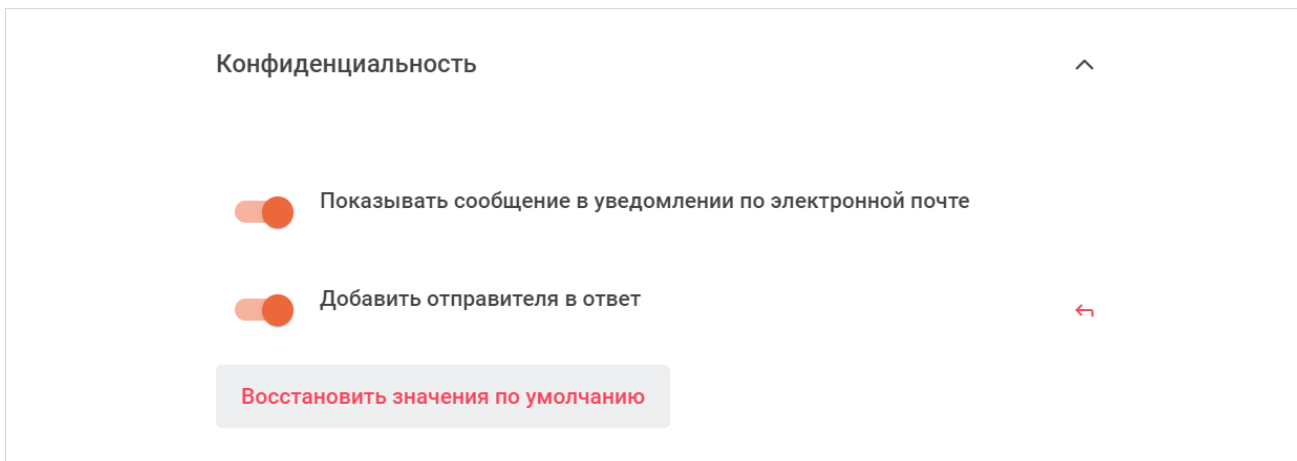 Конфиденциальность
Показывать сообщение в уведомлении по электронной почте
Добавить отправителя в ответ
Восстановить значения по умолчанию